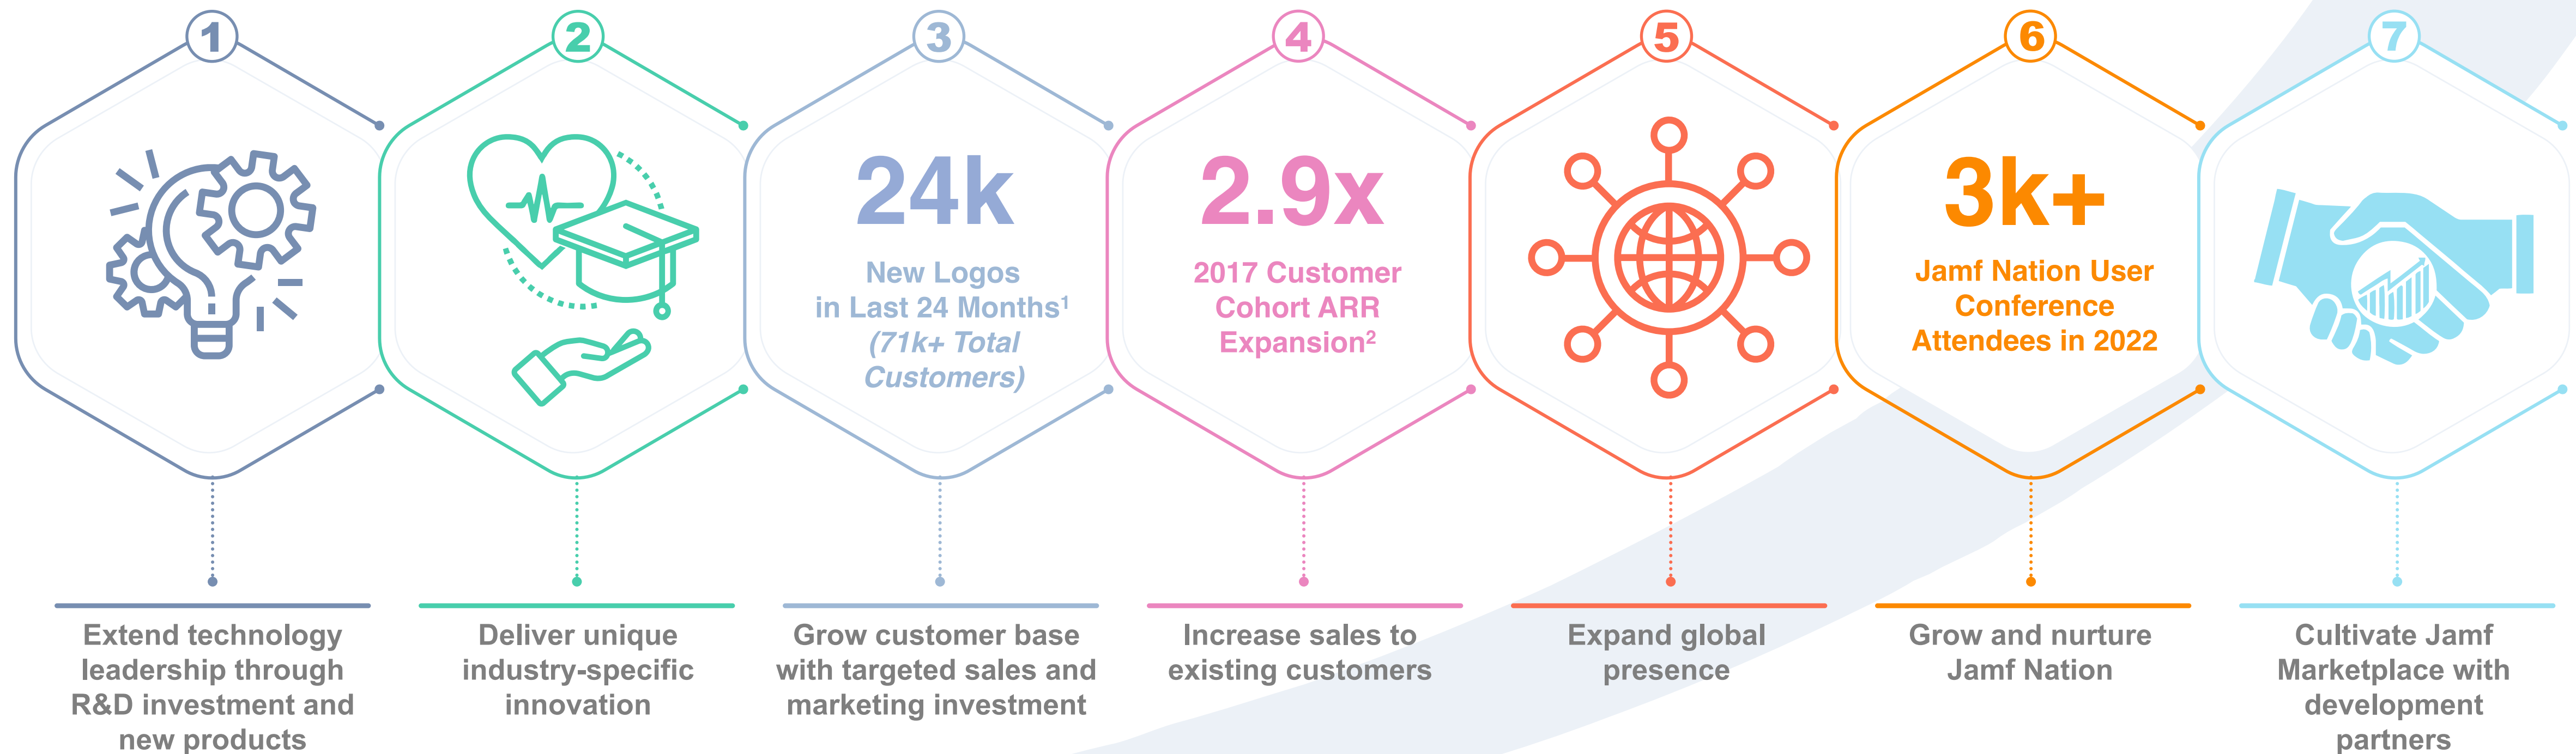 1
2
3
4
5
6
7
24k
New Logos
in Last 24 Months¹
(71k+ Total
Customers)
2.9x
2017 Customer
Cohort ARR
Expansion²
3k+
Jamf Nation User
Conference
Attendees in 2022
Extend technology
leadership through
R&D investment and
new products
Deliver unique
industry-specific
innovation
Grow customer base
with targeted sales and
marketing investment
Increase sales to
existing customers
Expand global
presence
Grow and nurture
Jamf Nation
Cultivate Jamf
Marketplace with
development
partners